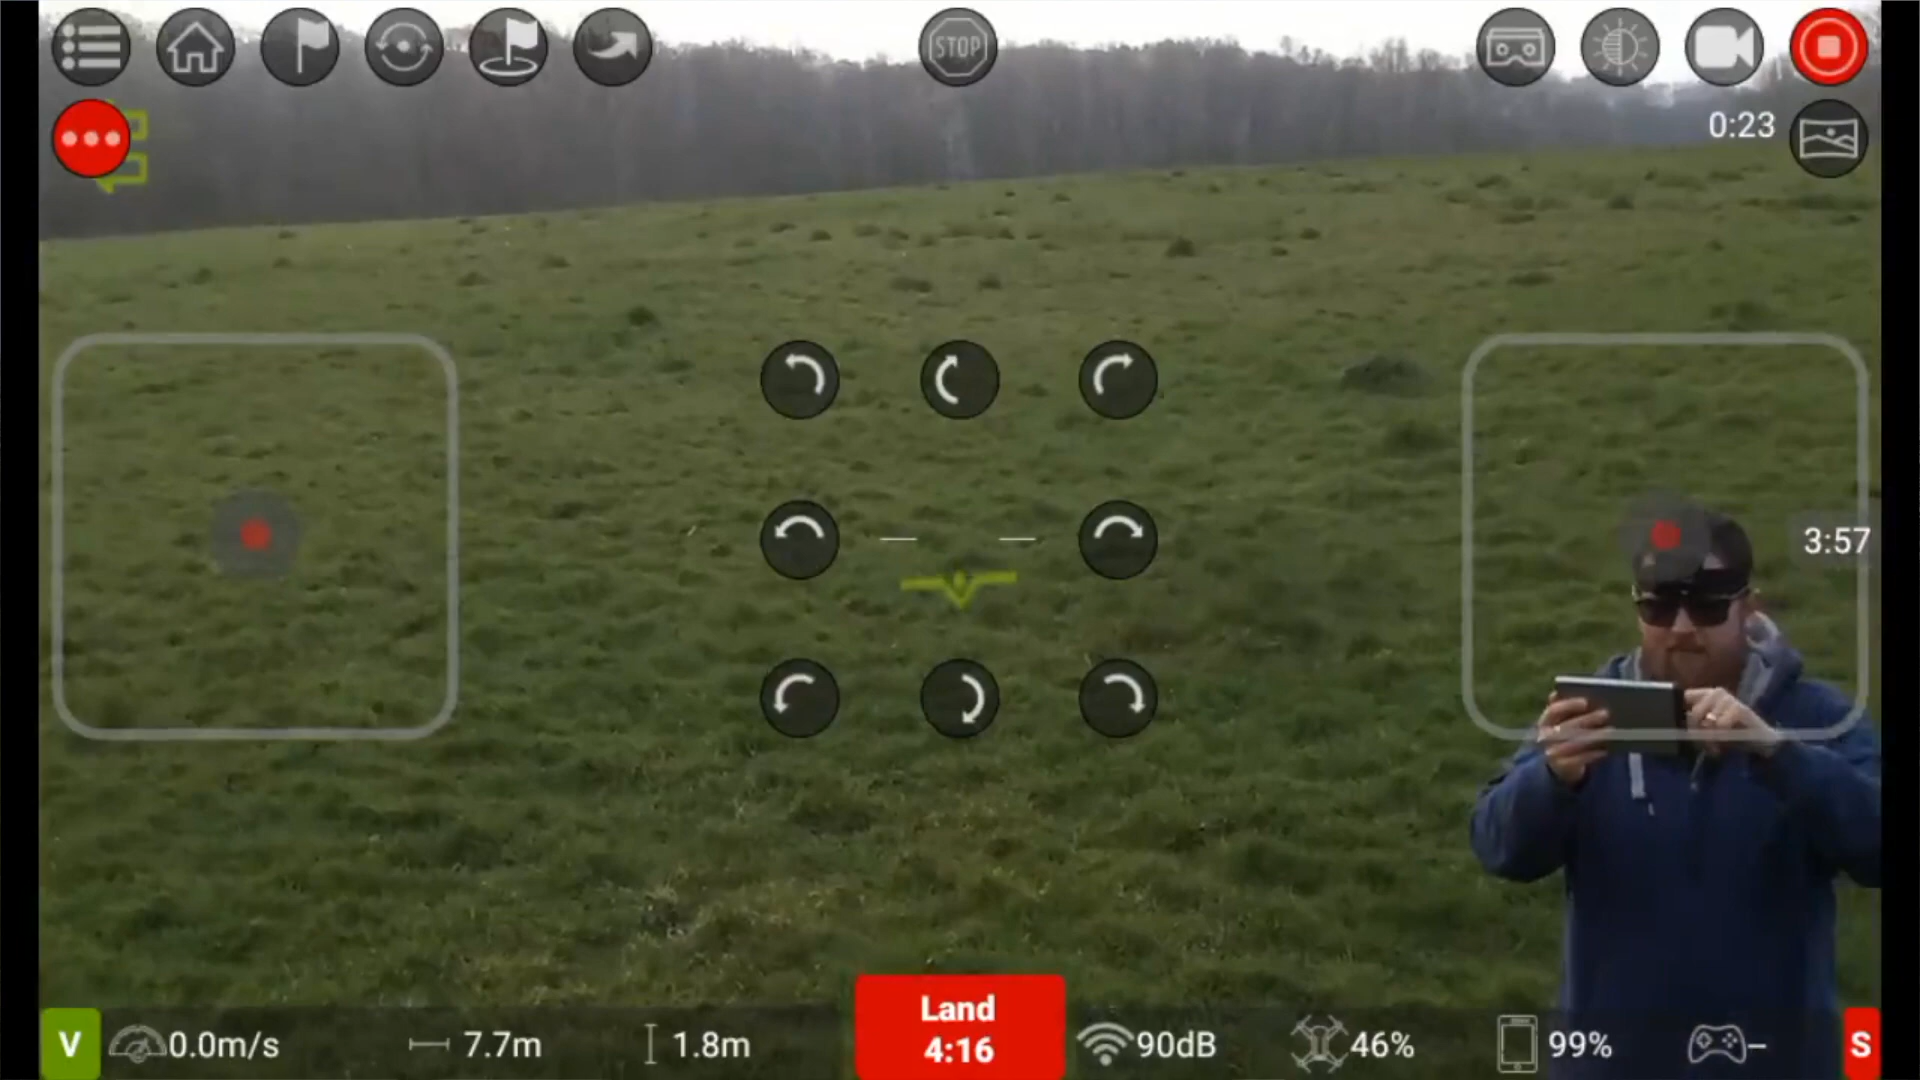 STOP
0:23
3:57
Land
4:16
V
0.0m/s
7.7m
1.8m
90dB
46%
99%
–
S